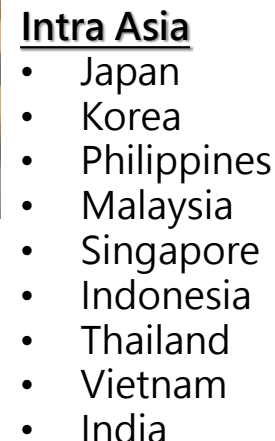 Intra Asia
• Japan
• Korea
• Philippines
• Malaysia
• Singapore
• Indonesia
• Thailand
• Vietnam
• India